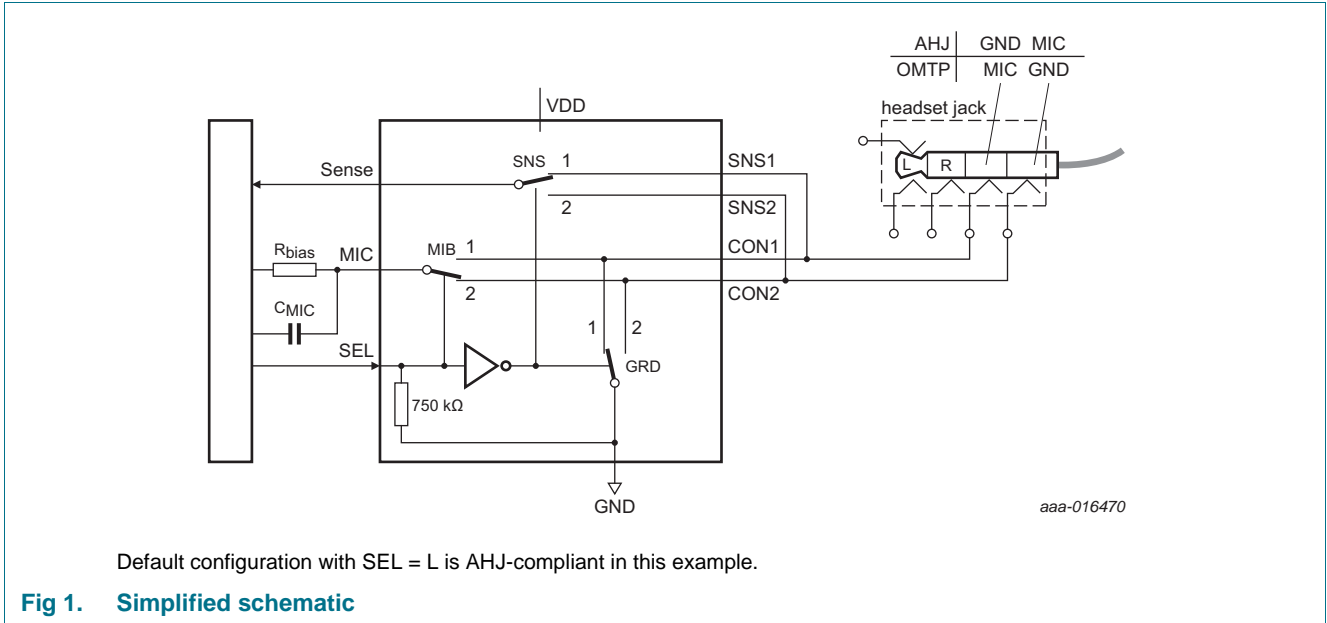 AHJ GND MIC
OMTP MIC GND
headset jack
L R
VDD
Sense
SNS 1
2
SNS1
SNS2
Rbias MIC
MIB 1
2
CON1
CON2
CMIC
1 2
SEL
GRD
750 kΩ
GND
aaa-016470
Default configuration with SEL = L is AHJ-compliant in this example.
Fig 1. Simplified schematic